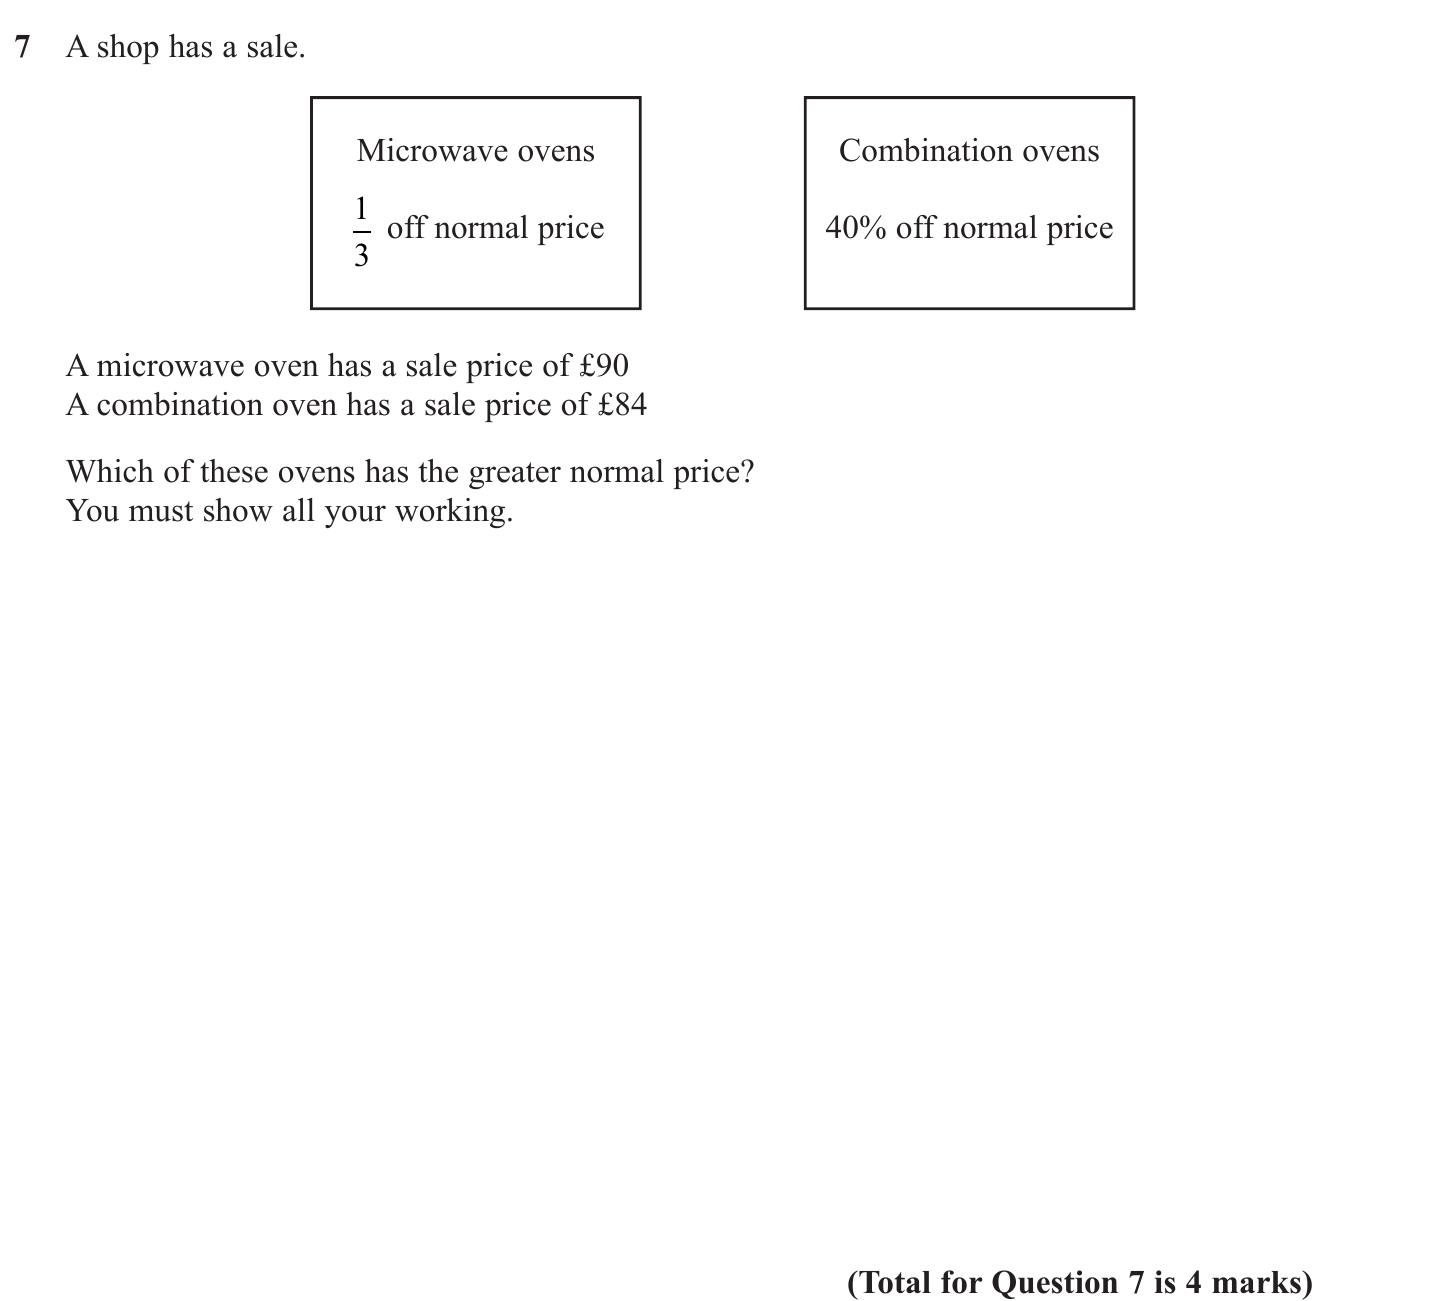 7 A shop has a sale.
Microwave ovens
1/3 off normal price
Combination ovens
40% off normal price
A microwave oven has a sale price of £90
A combination oven has a sale price of £84
Which of these ovens has the greater normal price?
You must show all your working.
(Total for Question 7 is 4 marks)